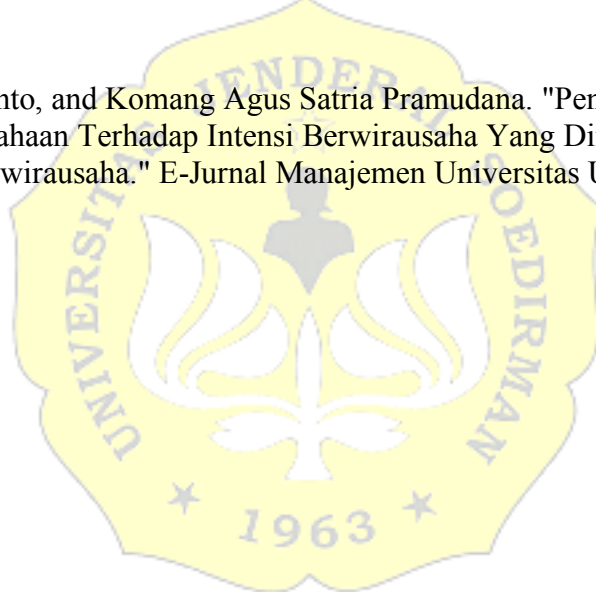 nto, and Komang Agus Satria Pramudana. "Pen
ahaan Terhadap Intensi Berwirausaha Yang Di
wirausaha." E-Jurnal Manajemen Universitas U
UNIVERSITAS JENDERAL SOEDIRMAN
1963